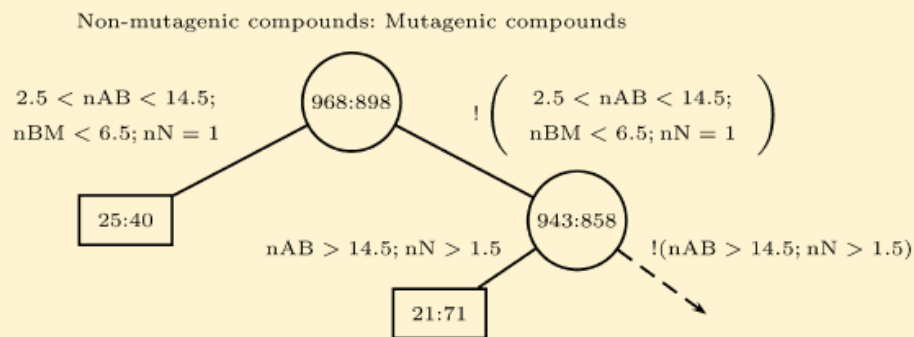 Non-mutagenic compounds: Mutagenic compounds
2.5 < nAB < 14.5;
nBM < 6.5; nN = 1
968:898
! ( 2.5 < nAB < 14.5;
nBM < 6.5; nN = 1 )
25:40
943:858
nAB > 14.5; nN > 1.5
!(nAB > 14.5; nN > 1.5)
21:71